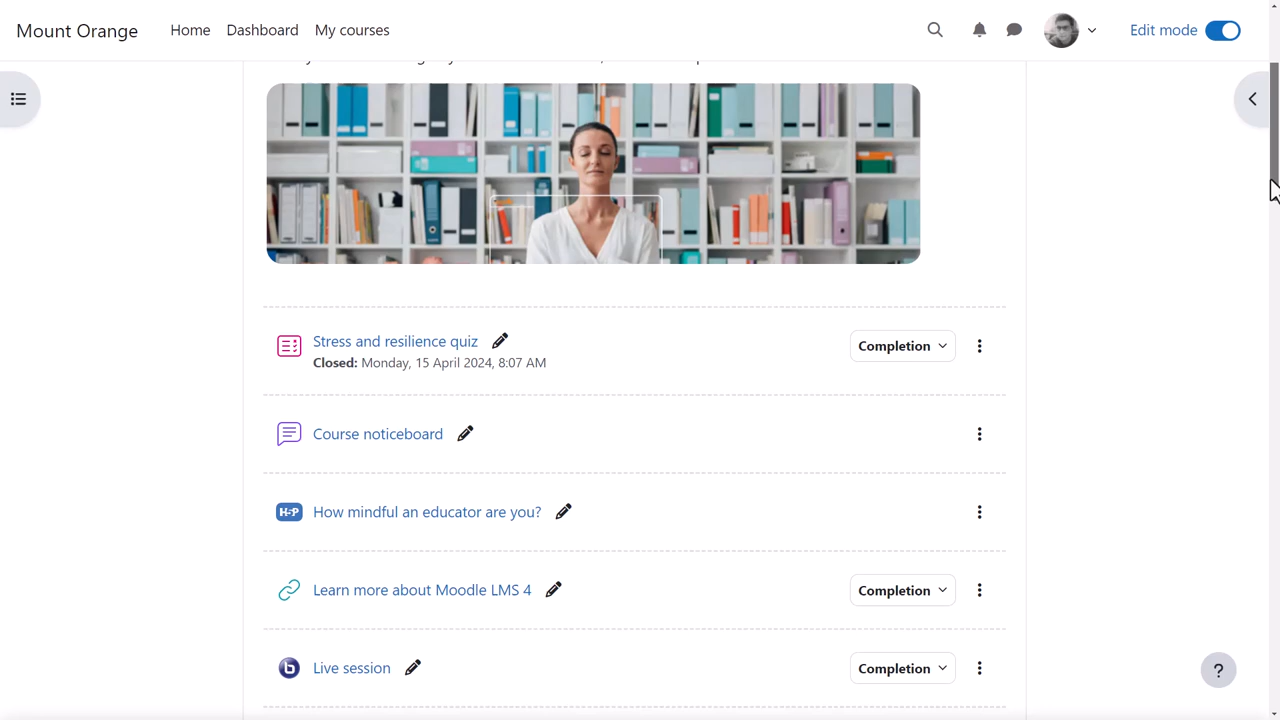 Mount Orange
Home
Dashboard
My courses
Edit mode
Stress and resilience quiz
Completion
Closed: Monday, 15 April 2024, 8:07 AM
Course noticeboard
H-P
How mindful an educator are you?
Learn more about Moodle LMS 4
Completion
b
Live session
Completion
?